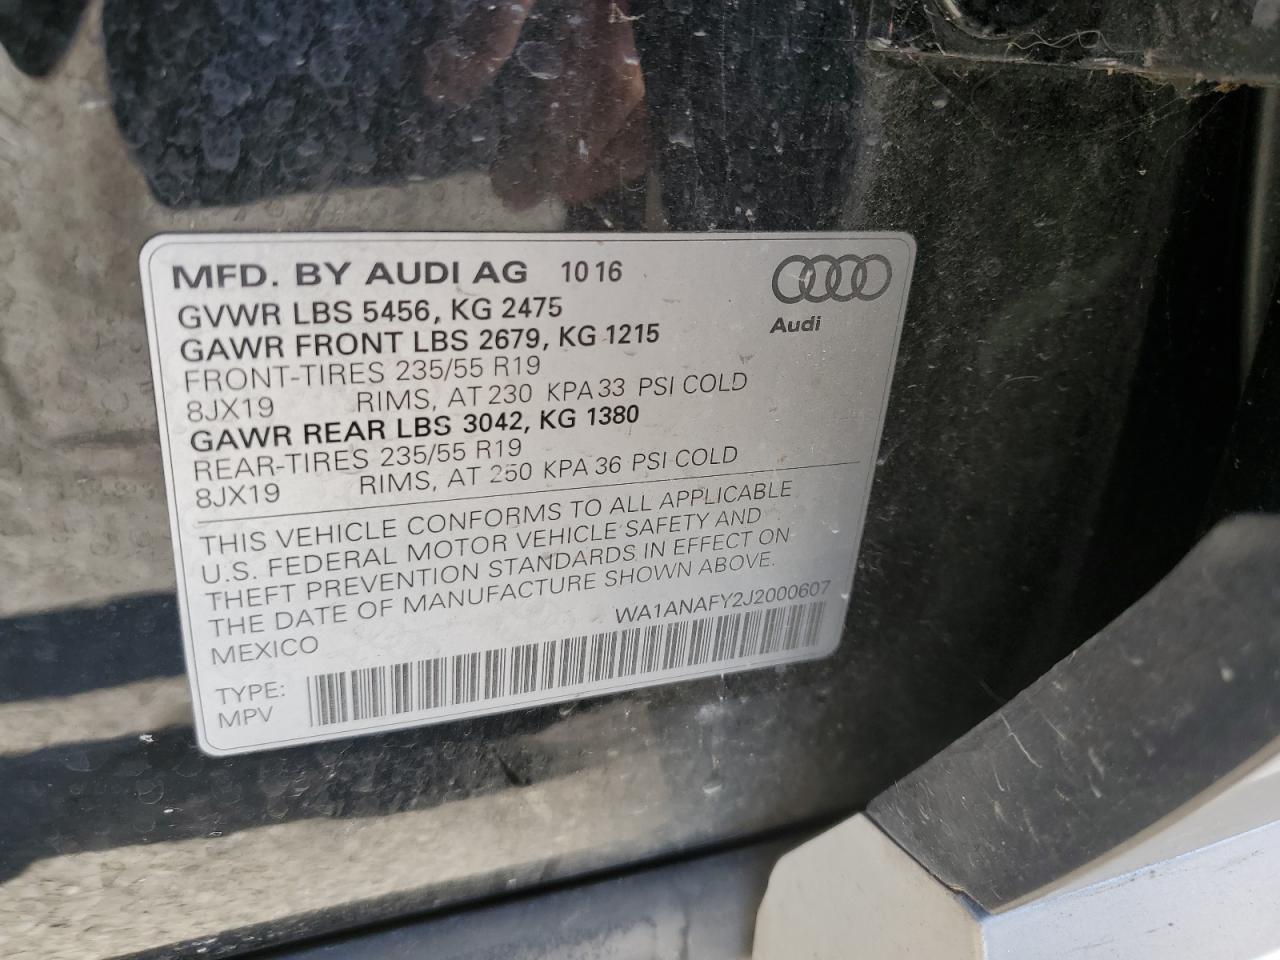 MFD. BY AUDI AG 10 16
GVWR LBS 5456, KG 2475
GAWR FRONT LBS 2679, KG 1215
FRONT-TIRES 235/55 R19
8JX19 RIMS, AT 230 KPA 33 PSI COLD
GAWR REAR LBS 3042, KG 1380
REAR-TIRES 235/55 R19
8JX19 RIMS, AT 250 KPA 36 PSI COLD
Audi
THIS VEHICLE CONFORMS TO ALL APPLICABLE
U.S. FEDERAL MOTOR VEHICLE SAFETY AND
THEFT PREVENTION STANDARDS IN EFFECT ON
THE DATE OF MANUFACTURE SHOWN ABOVE.
MEXICO WA1ANAFY2J2000607
TYPE:
MPV